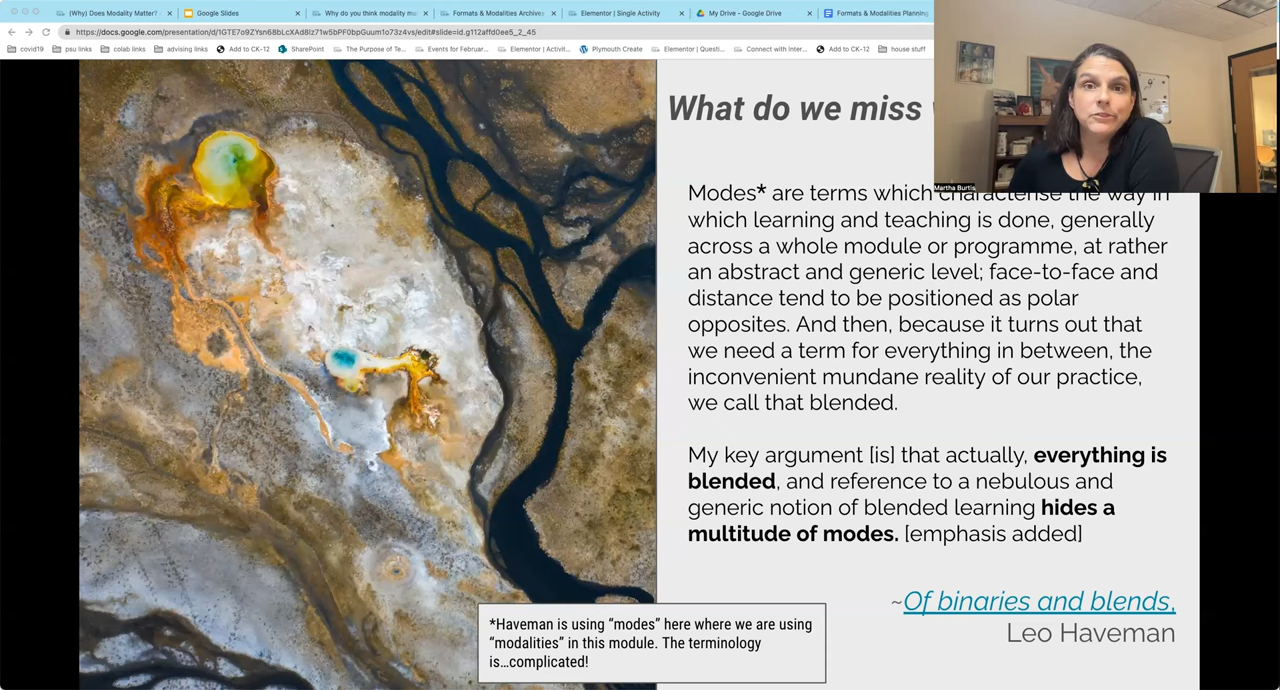 (Why) Does Modality Matter? -
Google Slides
Why do you think modality m
Formats & Modalities Archives
Elementor | Single Activity
My Drive - Google Drive
Formats & Modalities Planning
https://docs.google.com/presentation/d/1GTE7o9ZYsn68bLcXAd8lz71w5bPF0bpGuum1o73z4vs/edit#slide=id.g112affd0ee5_2_45
covid19
psu links
colab links
advising links
Add to CK-12
SharePoint
The Purpose of Te...
Events for Februar...
Elementor | Activit...
Plymouth Create
Elementor | Questi...
Connect with Inter...
Add to CK-12
house stuff
Martha Burtis
What do we miss
Modes* are terms which characterise the way in
which learning and teaching is done, generally
across a whole module or programme, at rather
an abstract and generic level; face-to-face and
distance tend to be positioned as polar
opposites. And then, because it turns out that
we need a term for everything in between, the
inconvenient mundane reality of our practice,
we call that blended.
My key argument [is] that actually, everything is
blended, and reference to a nebulous and
generic notion of blended learning hides a
multitude of modes. [emphasis added]
~Of binaries and blends,
Leo Haveman
*Haveman is using “modes” here where we are using
“modalities” in this module. The terminology
is...complicated!